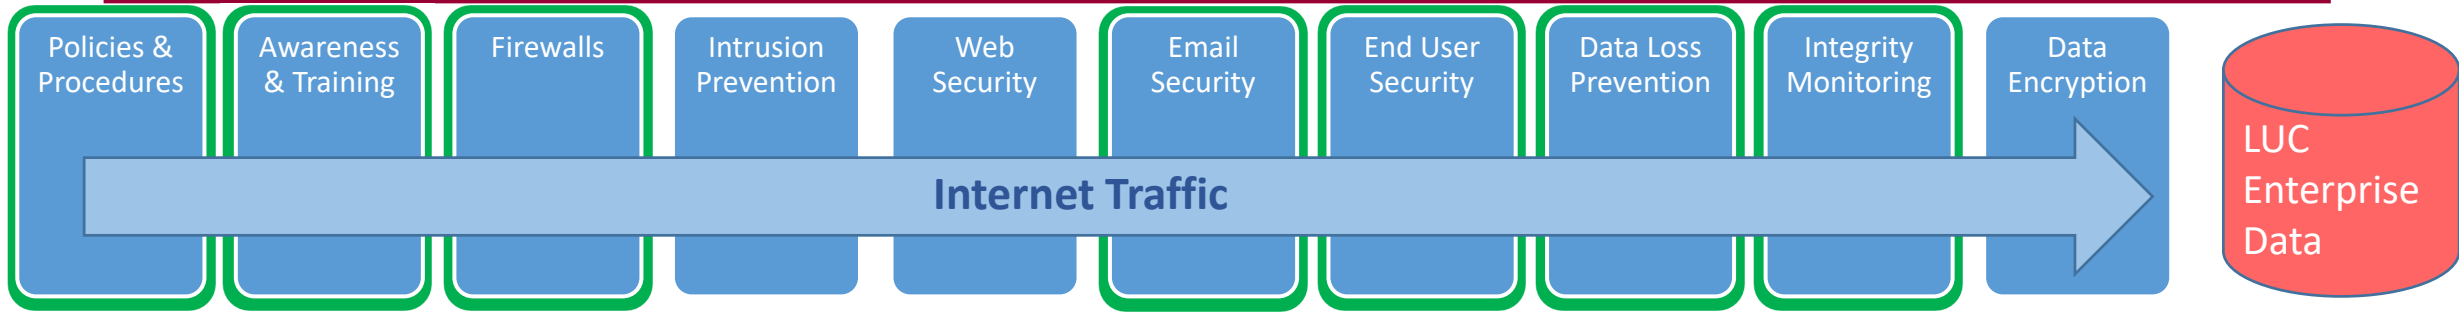 Policies &
Procedures
Awareness
& Training
Firewalls
Intrusion
Prevention
Web
Security
Email
Security
End User
Security
Data Loss
Prevention
Integrity
Monitoring
Data
Encryption
Internet Traffic
LUC
Enterprise
Data